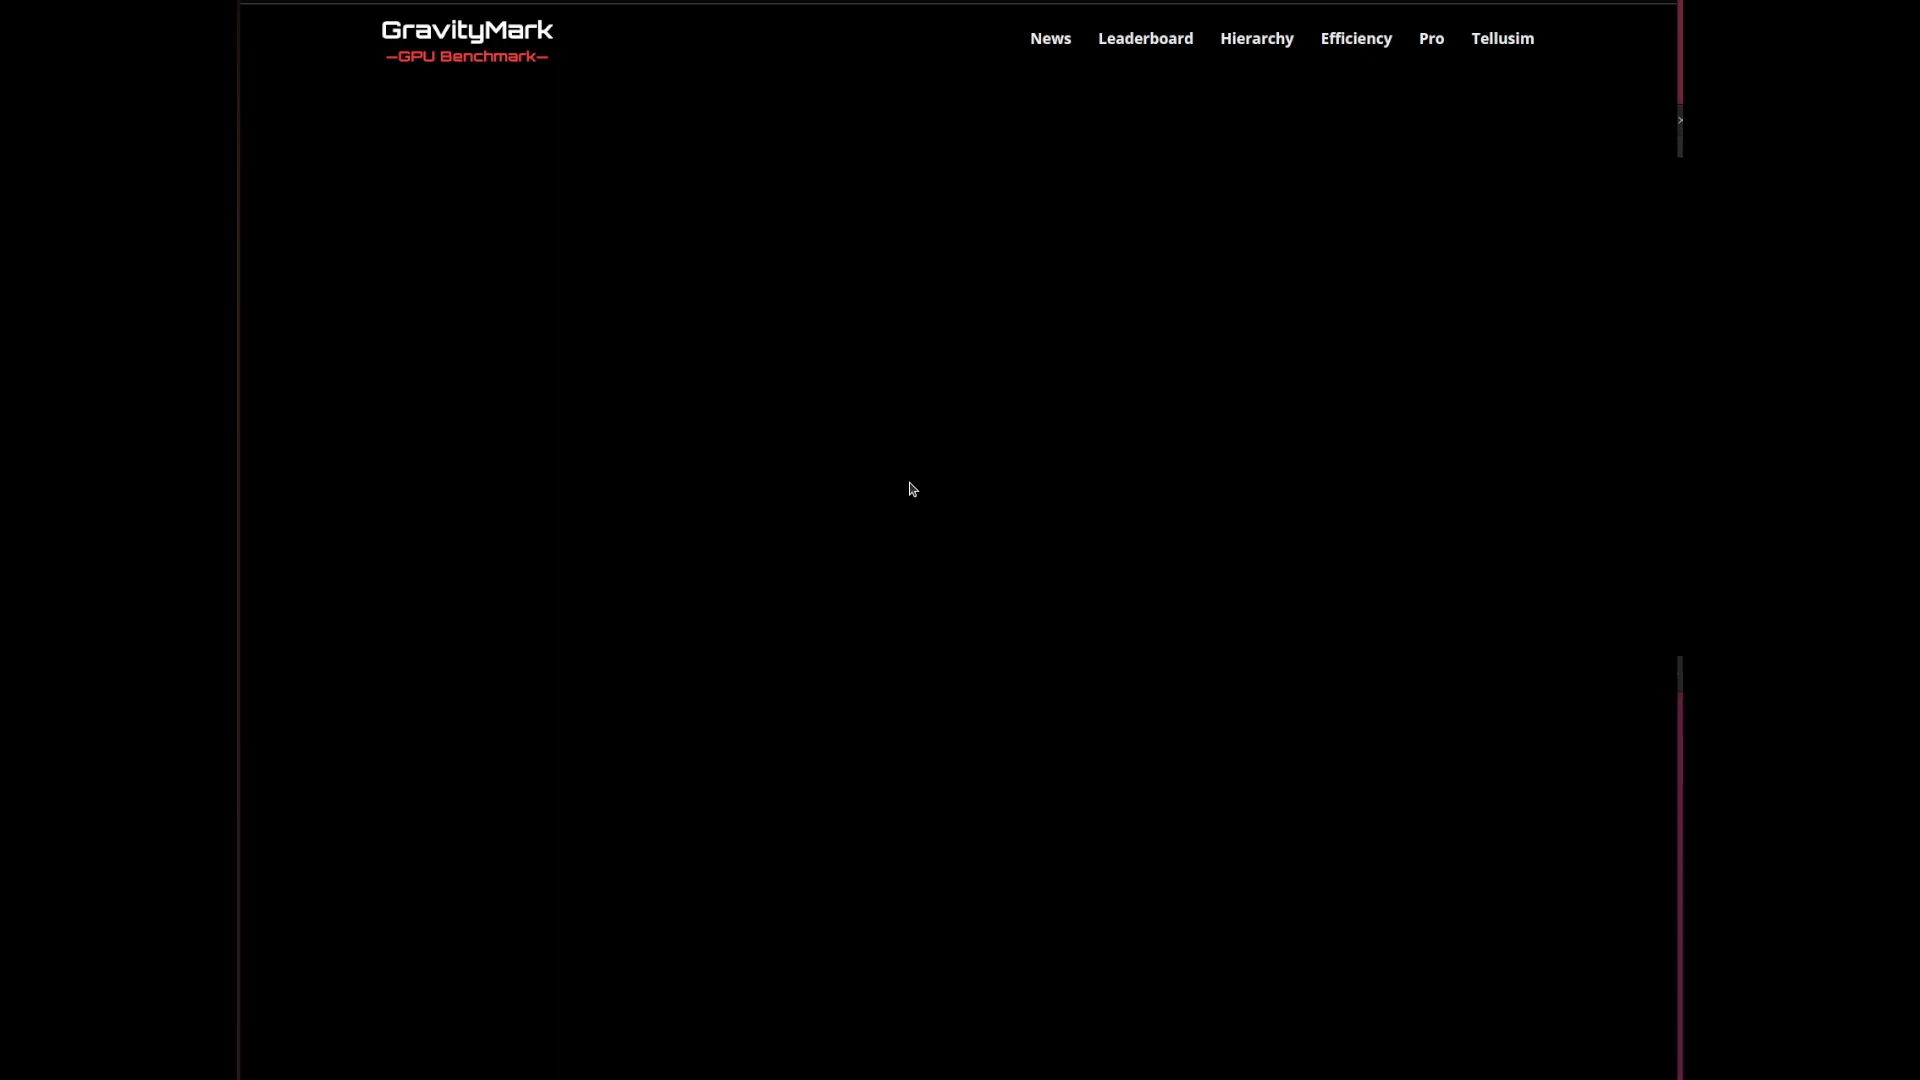 GravityMark
—GPU Benchmark—
News Leaderboard Hierarchy Efficiency Pro Tellusim